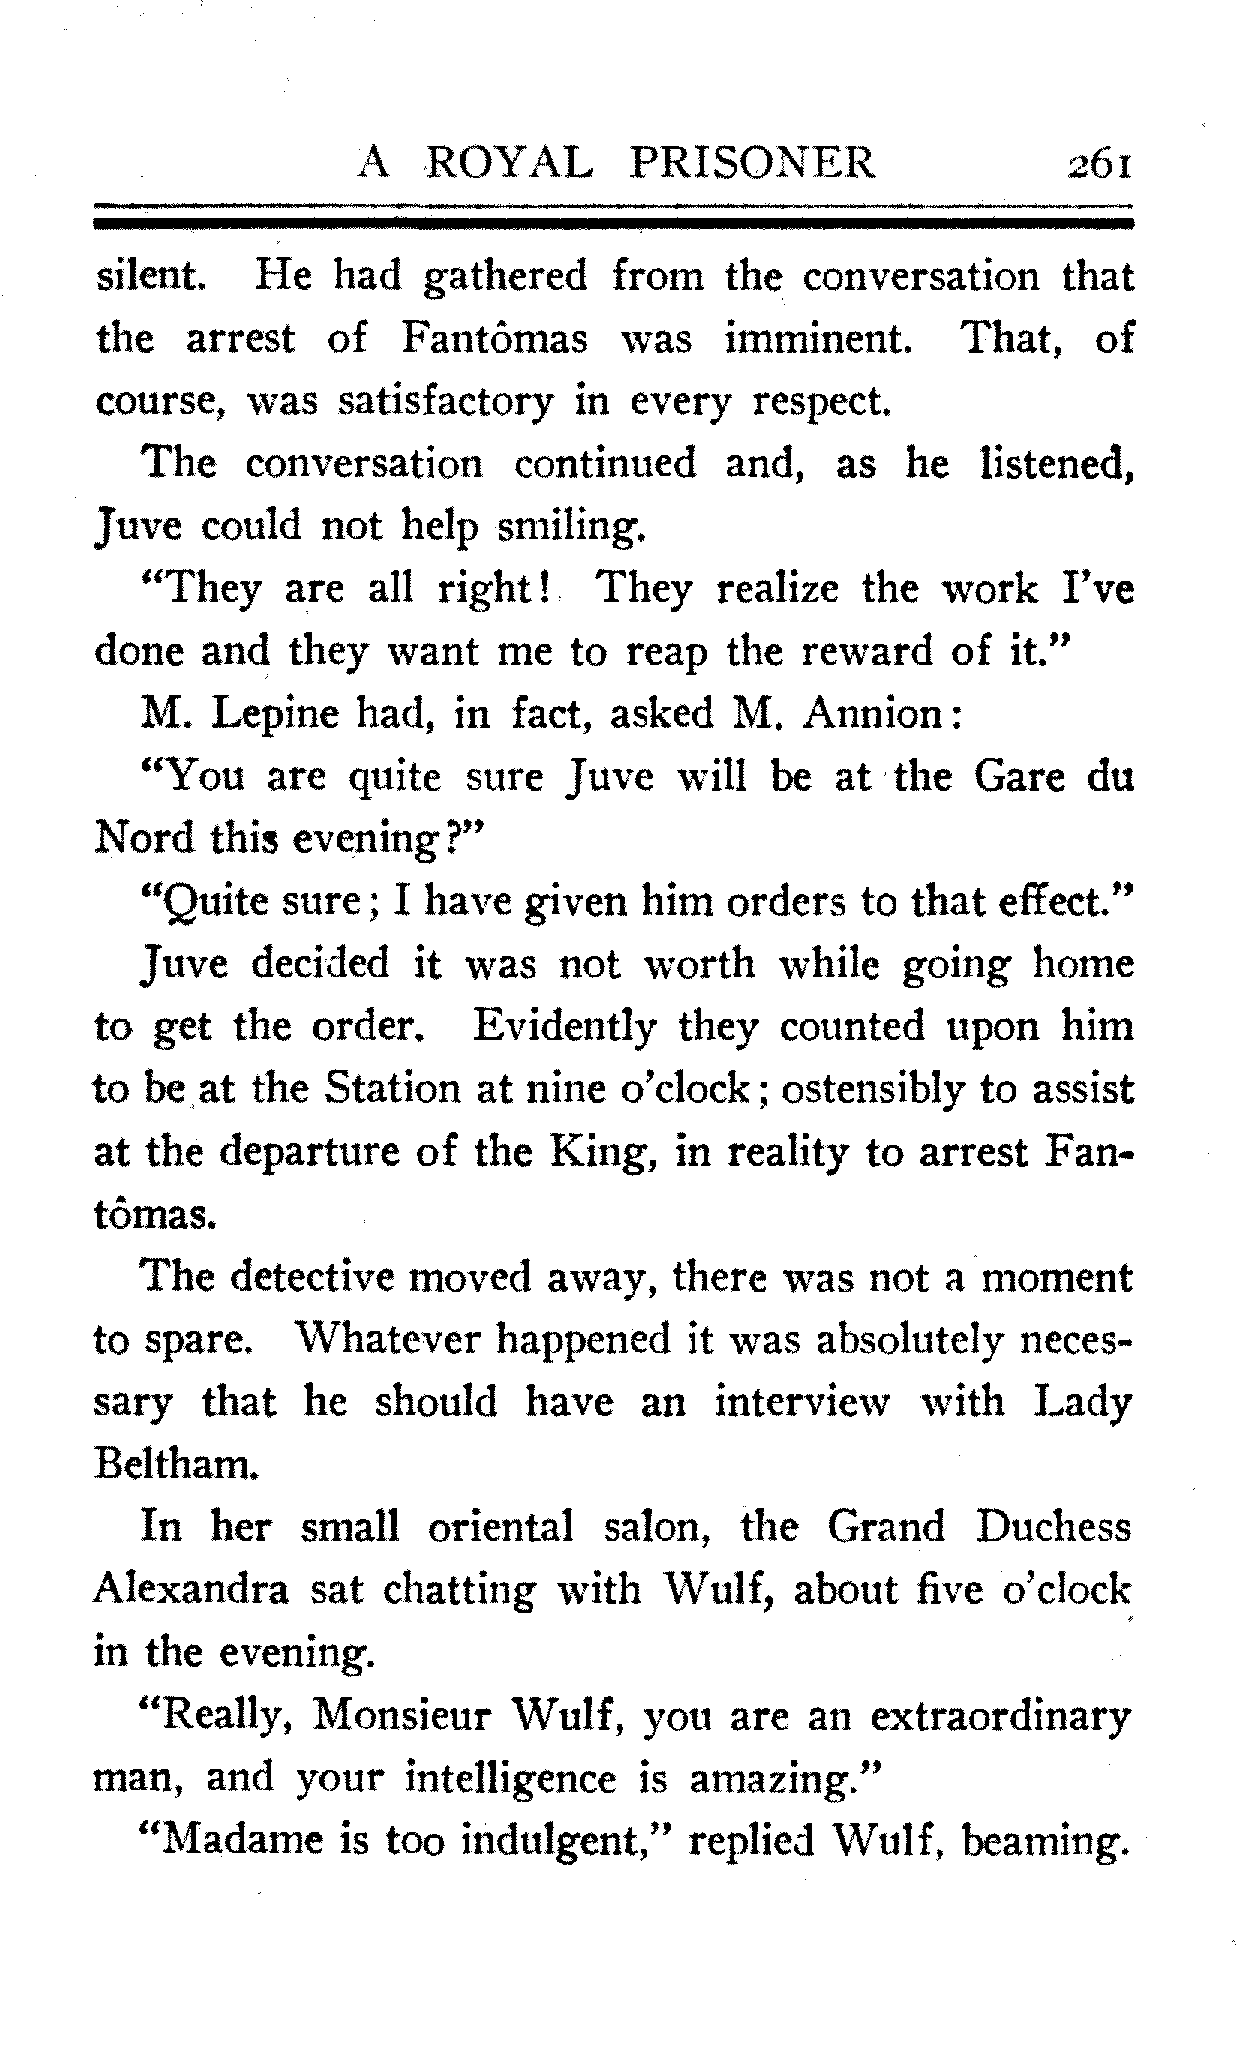 A ROYAL PRISONER 261
silent. He had gathered from the conversation that
the arrest of Fantômas was imminent. That, of
course, was satisfactory in every respect.
The conversation continued and, as he listened,
Juve could not help smiling.
“They are all right! They realize the work I’ve
done and they want me to reap the reward of it.”
M. Lepine had, in fact, asked M. Annion:
“You are quite sure Juve will be at the Gare du
Nord this evening?”
“Quite sure; I have given him orders to that effect.”
Juve decided it was not worth while going home
to get the order. Evidently they counted upon him
to be at the Station at nine o’clock; ostensibly to assist
at the departure of the King, in reality to arrest Fan-
tômas.
The detective moved away, there was not a moment
to spare. Whatever happened it was absolutely neces-
sary that he should have an interview with Lady
Beltham.
In her small oriental salon, the Grand Duchess
Alexandra sat chatting with Wulf, about five o’clock
in the evening.
“Really, Monsieur Wulf, you are an extraordinary
man, and your intelligence is amazing.”
“Madame is too indulgent,” replied Wulf, beaming.